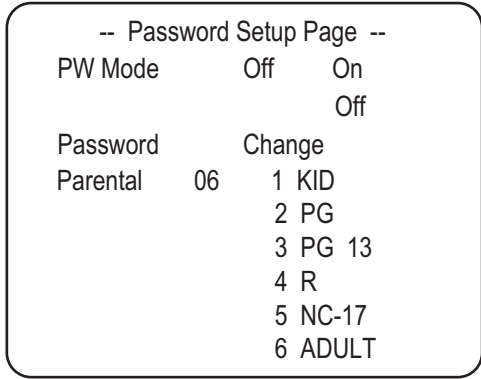 -- Password Setup Page --
PW Mode Off On
Off
Password Change
Parental 06 1 KID
2 PG
3 PG 13
4 R
5 NC-17
6 ADULT